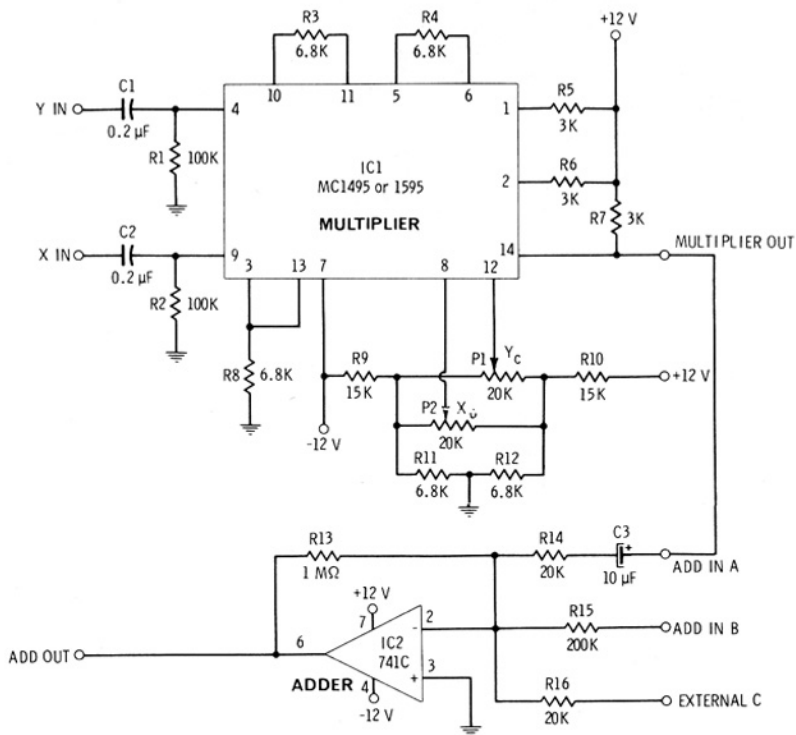 R3
6.8K
R4
6.8K
+12 V
10
11
5
6
C1
Y IN
0.2 µF
4
R1
100K
1
R5
3K
IC1
MC1495 or 1595
MULTIPLIER
2
R6
3K
R7
3K
C2
X IN
0.2 µF
9
R2
100K
14
MULTIPLIER OUT
3
13
7
8
12
R8
6.8K
R9
15K
P1
20K
R10
15K
+12 V
-12 V
P2
20K
R11
6.8K
R12
6.8K
R13
1 MΩ
R14
20K
C3
+
10 µF
ADD IN A
+12 V
7
2
-
R15
200K
ADD IN B
ADD OUT
6
IC2
741C
3
+
ADDER
4
-12 V
R16
20K
EXTERNAL C